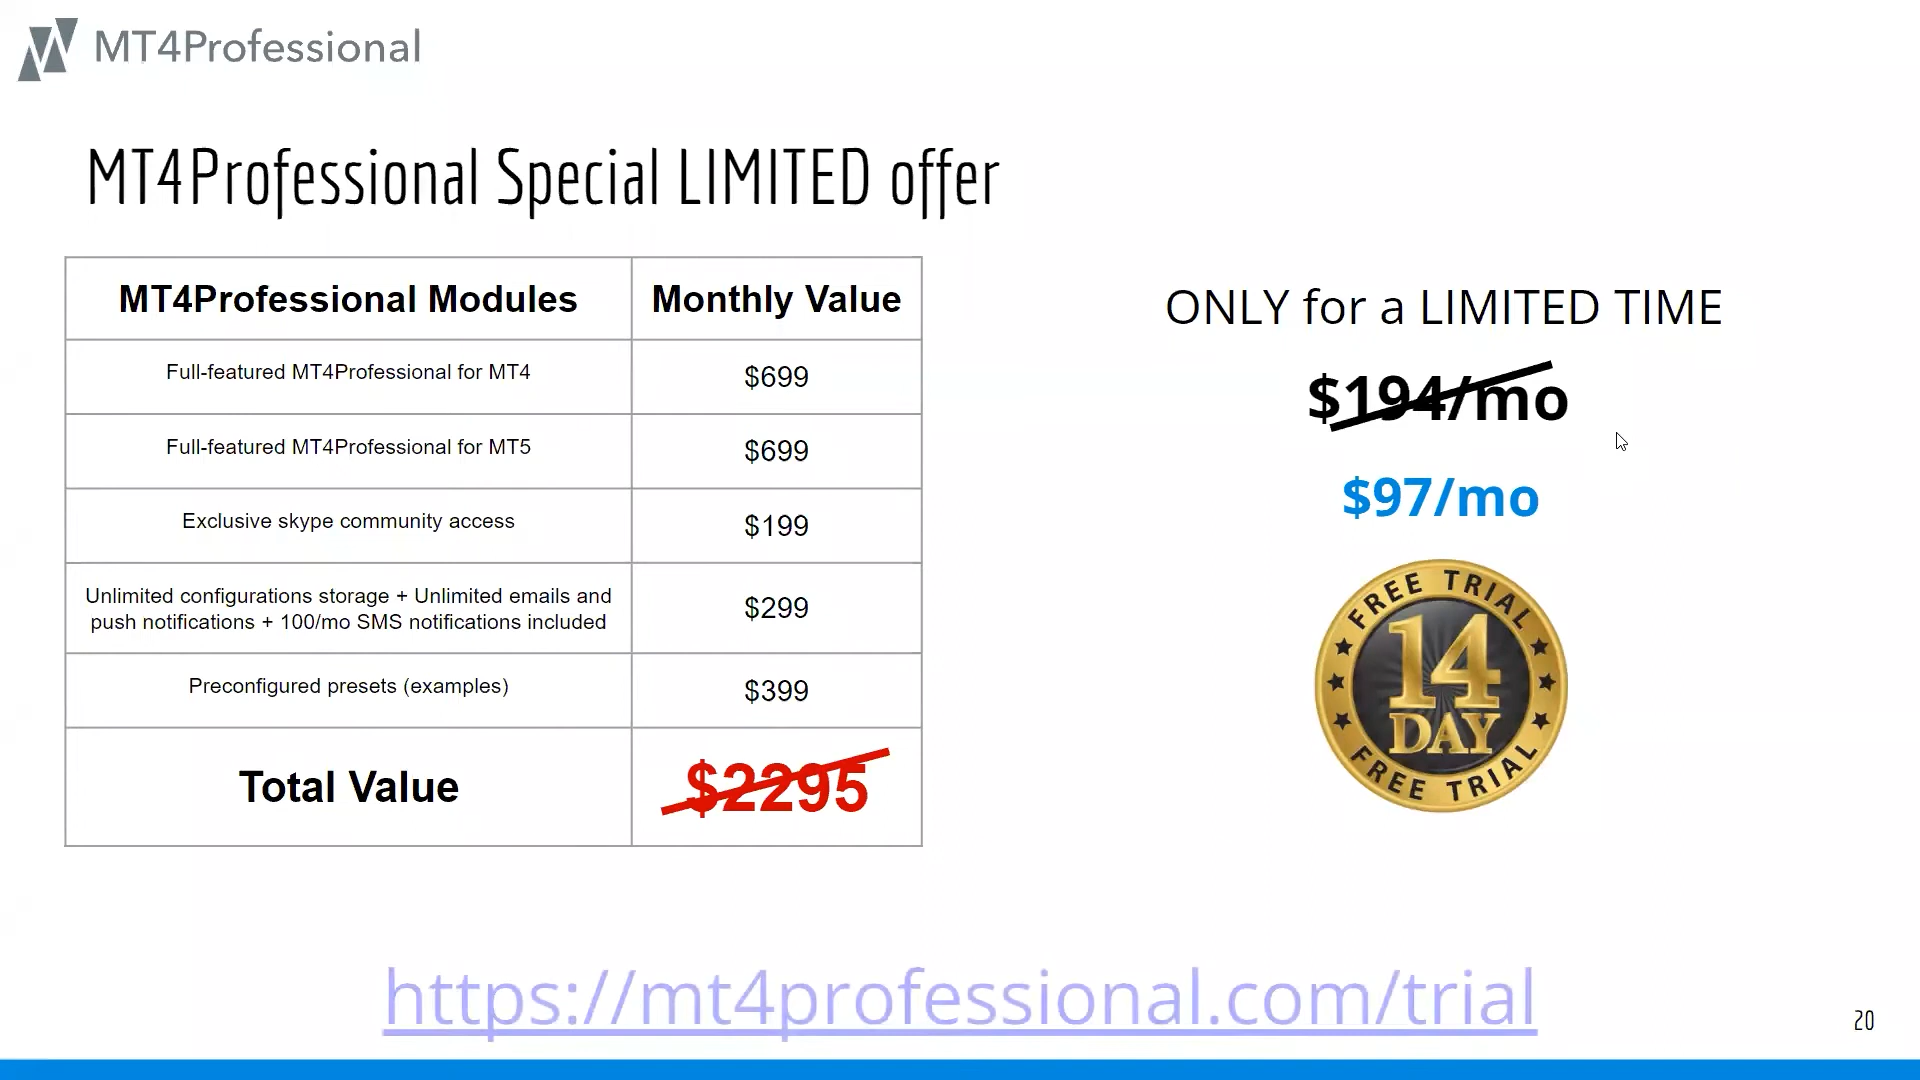 MT4Professional
MT4Professional Special LIMITED offer
MT4Professional Modules Monthly Value
Full-featured MT4Professional for MT4 $699
Full-featured MT4Professional for MT5 $699
Exclusive skype community access $199
Unlimited configurations storage + Unlimited emails and
push notifications + 100/mo SMS notifications included $299
Preconfigured presets (examples) $399
Total Value $2295
ONLY for a LIMITED TIME
$194/mo
$97/mo
FREE TRIAL
14
DAY
FREE TRIAL
https://mt4professional.com/trial
20